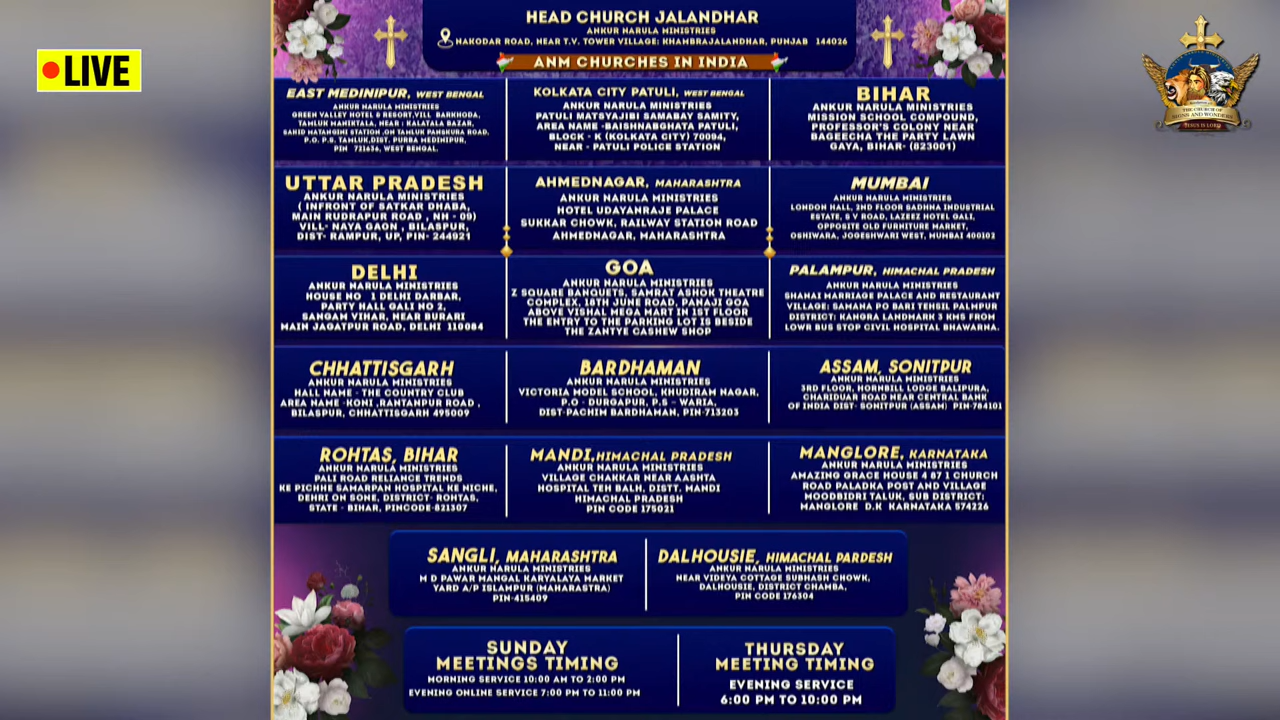 LIVE
HEAD CHURCH JALANDHAR
ANKUR NARULA MINISTRIES
NAKODAR ROAD, NEAR T.V. TOWER VILLAGE: KHAMBRAJALANDHAR, PUNJAB 144026
ANM CHURCHES IN INDIA
THE CHURCH OF
SIGNS AND WONDERS
JESUS IS LORD
EAST MEDINIPUR, WEST BENGAL
ANKUR NARULA MINISTRIES
GREEN VALLEY HOTEL & RESORT,VILL BARKHODA,
TAMLUK MANIKTALA, NEAR : KALATALA BAZAR,
SAHID MATANGINI STATION ,ON TAMLUK PANSKURA ROAD,
P.O. P.S. TAMLUK,DIST. PURBA MEDINIPUR,
PIN 721636, WEST BENGAL.
KOLKATA CITY PATULI, WEST BENGAL
ANKUR NARULA MINISTRIES
PATULI MATSYAJIBI SAMABAY SAMITY,
AREA NAME -BAISHNABGHATA PATULI,
BLOCK - K (KOLKATA CITY) 70094,
NEAR - PATULI POLICE STATION
BIHAR
ANKUR NARULA MINISTRIES
MISSION SCHOOL COMPOUND,
PROFESSOR'S COLONY NEAR
BAGEECHA THE PARTY LAWN
GAYA, BIHAR- (823001)
UTTAR PRADESH
ANKUR NARULA MINISTRIES
( INFRONT OF SATKAR DHABA,
MAIN RUDRAPUR ROAD , NH - 09)
VILL- NAYA GAON , BILASPUR,
DIST- RAMPUR, UP, PIN- 244921
AHMEDNAGAR, MAHARASHTRA
ANKUR NARULA MINISTRIES
HOTEL UDAYANRAJE PALACE
SUKKAR CHOWK, RAILWAY STATION ROAD
AHMEDNAGAR, MAHARASHTRA
MUMBAI
ANKUR NARULA MINISTRIES
LONDON HALL, 2ND FLOOR SADHNA INDUSTRIAL
ESTATE, S V ROAD, LAZEEZ HOTEL GALI,
OPPOSITE OLD FURNITURE MARKET,
OSHIWARA, JOGESHWARI WEST, MUMBAI 400102
DELHI
ANKUR NARULA MINISTRIES
HOUSE NO 1 DELHI DARBAR,
PARTY HALL GALI NO 2,
SANGAM VIHAR, NEAR BURARI
MAIN JAGATPUR ROAD, DELHI 110084
GOA
ANKUR NARULA MINISTRIES
Z SQUARE BANQUETS, SAMRAT ASHOK THEATRE
COMPLEX, 18TH JUNE ROAD, PANAJI GOA
ABOVE VISHAL MEGA MART IN 1ST FLOOR
THE ENTRY TO THE PARKING LOT IS BESIDE
THE ZANTYE CASHEW SHOP
PALAMPUR, HIMACHAL PRADESH
ANKUR NARULA MINISTRIES
SHANAI MARRIAGE PALACE AND RESTAURANT
VILLAGE: SAMANA PO BARI TEHSIL PALMPUR
DISTRICT: KANGRA LANDMARK 3 KMS FROM
LOWR BUS STOP CIVIL HOSPITAL BHAWARNA.
CHHATTISGARH
ANKUR NARULA MINISTRIES
HALL NAME - THE COUNTRY CLUB
AREA NAME -KONI ,RANTANPUR ROAD ,
BILASPUR, CHHATTISGARH 495009
BARDHAMAN
ANKUR NARULA MINISTRIES
VICTORIA MODEL SCHOOL, KHUDIRAM NAGAR,
P.O - DURGAPUR, P.S - WARIA,
DIST-PACHIM BARDHAMAN, PIN-713203
ASSAM, SONITPUR
ANKUR NARULA MINISTRIES
3RD FLOOR, HORNBILL LODGE BALIPURA,
CHARIDUAR ROAD NEAR CENTRAL BANK
OF INDIA DIST- SONITPUR (ASSAM) PIN-784101
ROHTAS, BIHAR
ANKUR NARULA MINISTRIES
PALI ROAD RELIANCE TRENDS
KE PICHHE SAMARPAN HOSPITAL KE NICHE,
DEHRI ON SONE, DISTRICT- ROHTAS,
STATE - BIHAR, PINCODE-821307
MANDI,HIMACHAL PRADESH
ANKUR NARULA MINISTRIES
VILLAGE CHAKKAR NEAR AASHTA
HOSPITAL TEH BALH, DISTT. MANDI
HIMACHAL PRADESH
PIN CODE 175021
MANGLORE, KARNATAKA
ANKUR NARULA MINISTRIES
AMAZING GRACE HOUSE 4 87 1 CHURCH
ROAD PALADKA POST AND VILLAGE
MOODBIDRI TALUK, SUB DISTRICT:
MANGLORE D.K KARNATAKA 574226
SANGLI, MAHARASHTRA
ANKUR NARULA MINISTRIES
M D PAWAR MANGAL KARYALAYA MARKET
YARD A/P ISLAMPUR (MAHARASTRA)
PIN-415409
DALHOUSIE, HIMACHAL PARDESH
ANKUR NARULA MINISTRIES
NEAR VIDEYA COTTAGE SUBHASH CHOWK,
DALHOUSIE, DISTRICT CHAMBA,
PIN CODE 176304
SUNDAY
MEETINGS TIMING
MORNING SERVICE 10:00 AM TO 2:00 PM
EVENING ONLINE SERVICE 7:00 PM TO 11:00 PM
THURSDAY
MEETING TIMING
EVENING SERVICE
6:00 PM TO 10:00 PM